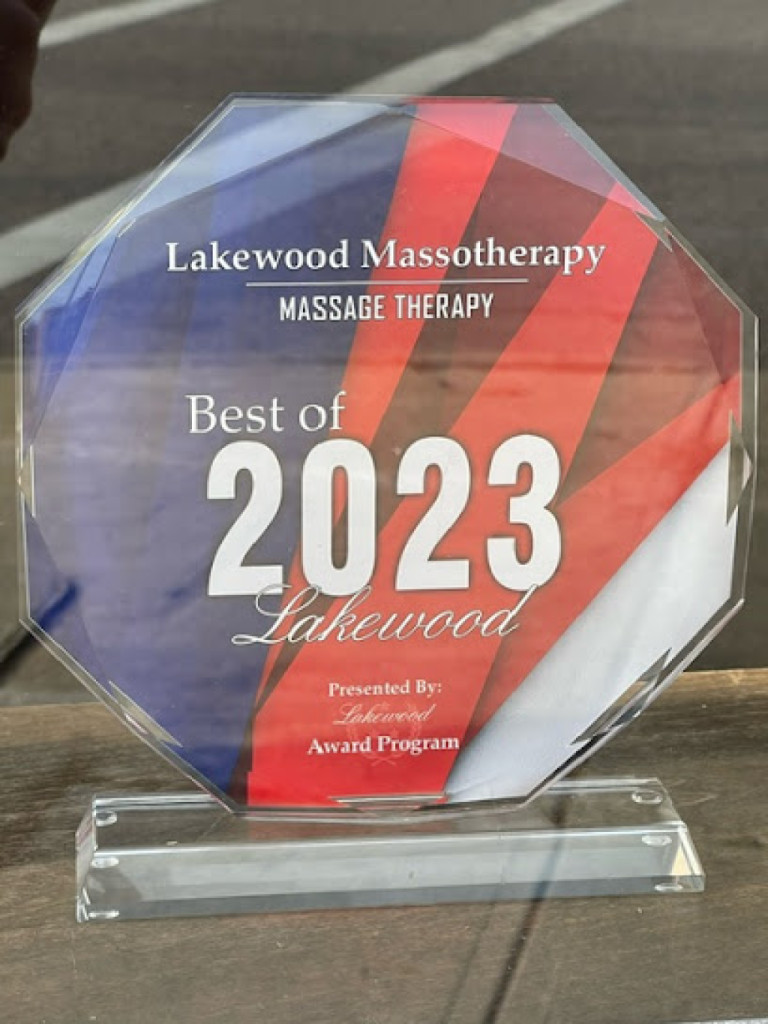 Lakewood Massotherapy
MASSAGE THERAPY
Best of
2023
Lakewood
Presented By:
Lakewood
Award Program